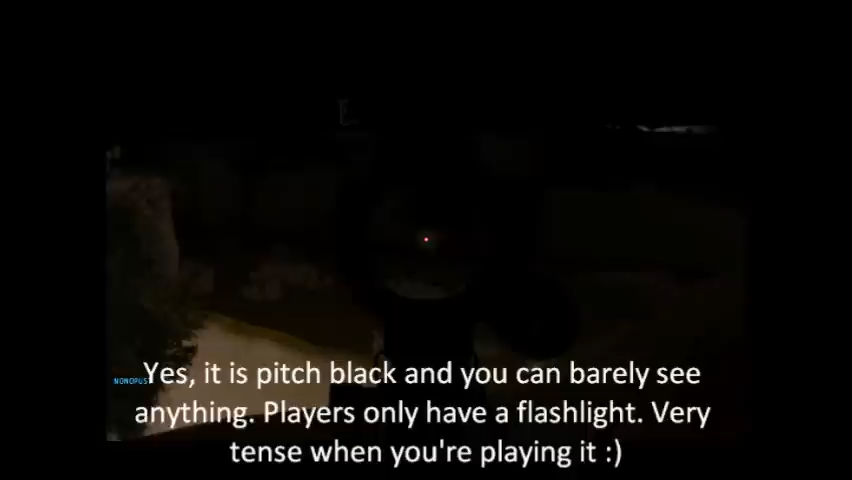 NONOPUS
Yes, it is pitch black and you can barely see
anything. Players only have a flashlight. Very
tense when you're playing it :)